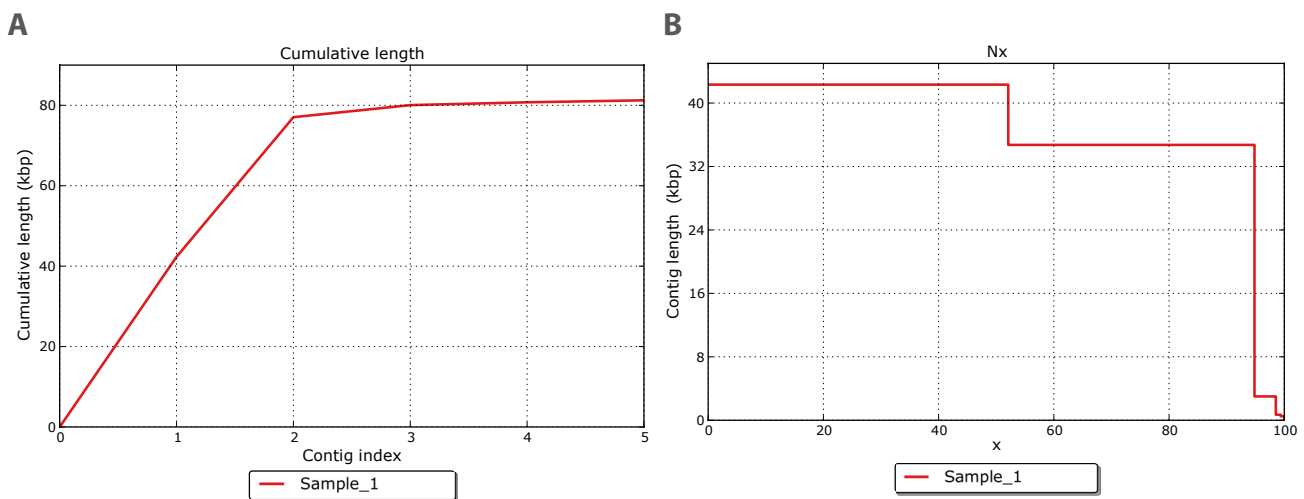 A
Cumulative length
Cumulative length (kbp)
80
60
40
20
0
0 1 2 3 4 5
Contig index
Sample_1
B
Nx
Contig length (kbp)
40
32
24
16
8
0
0 20 40 60 80 100
x
Sample_1